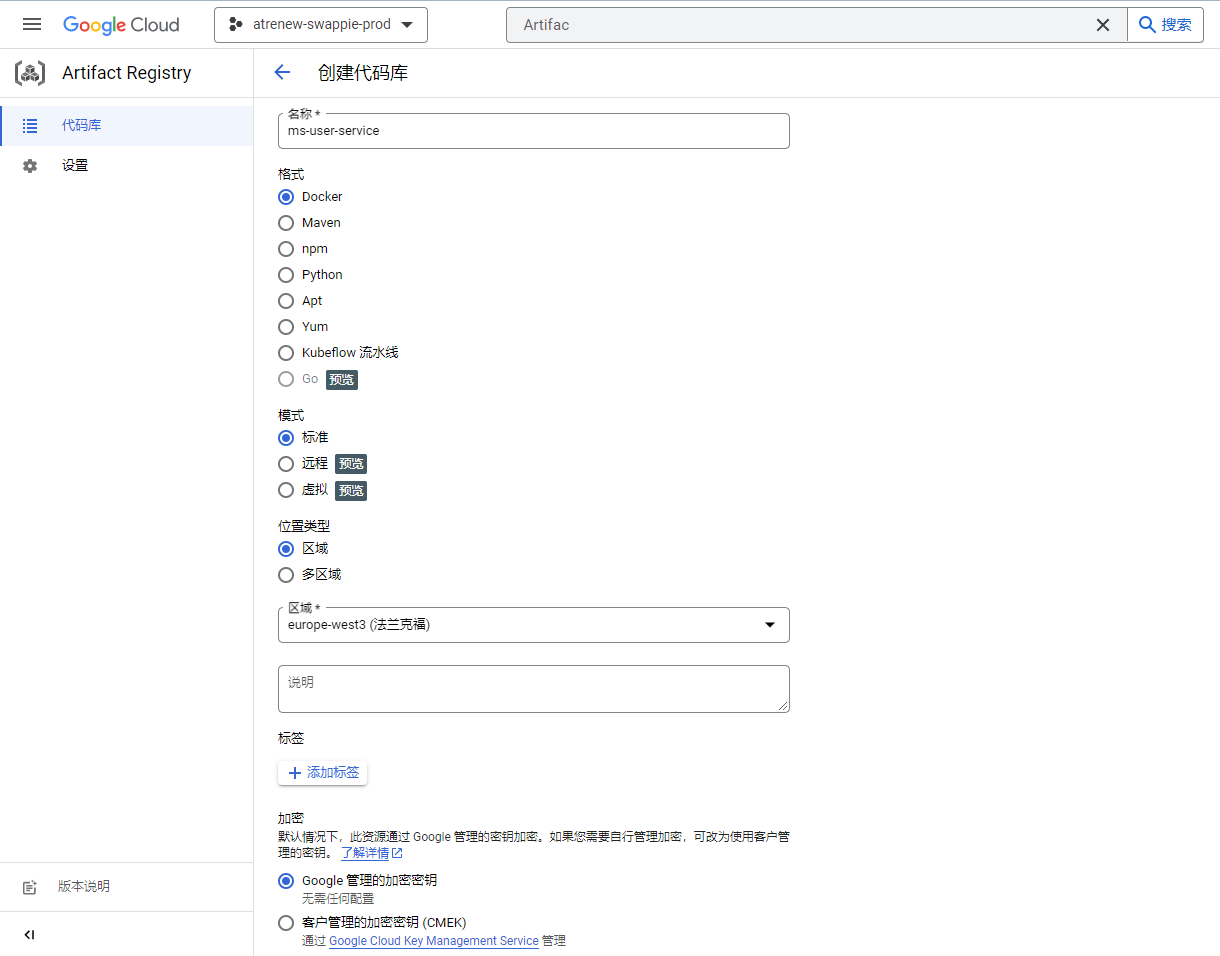 Google Cloud
atrenew-swappie-prod
Artifac
搜索
Artifact Registry
创建代码库
代码库
设置
名称 *
ms-user-service
格式
Docker
Maven
npm
Python
Apt
Yum
Kubeflow 流水线
Go 预览
模式
标准
远程 预览
虚拟 预览
位置类型
区域
多区域
区域 *
europe-west3 (法兰克福)
说明
标签
添加标签
加密
默认情况下，此资源通过 Google 管理的密钥加密。如果您需要自行管理加密，可改为使用客户管
理的密钥。 了解详情
Google 管理的加密密钥
无需任何配置
客户管理的加密密钥 (CMEK)
通过 Google Cloud Key Management Service 管理
版本说明